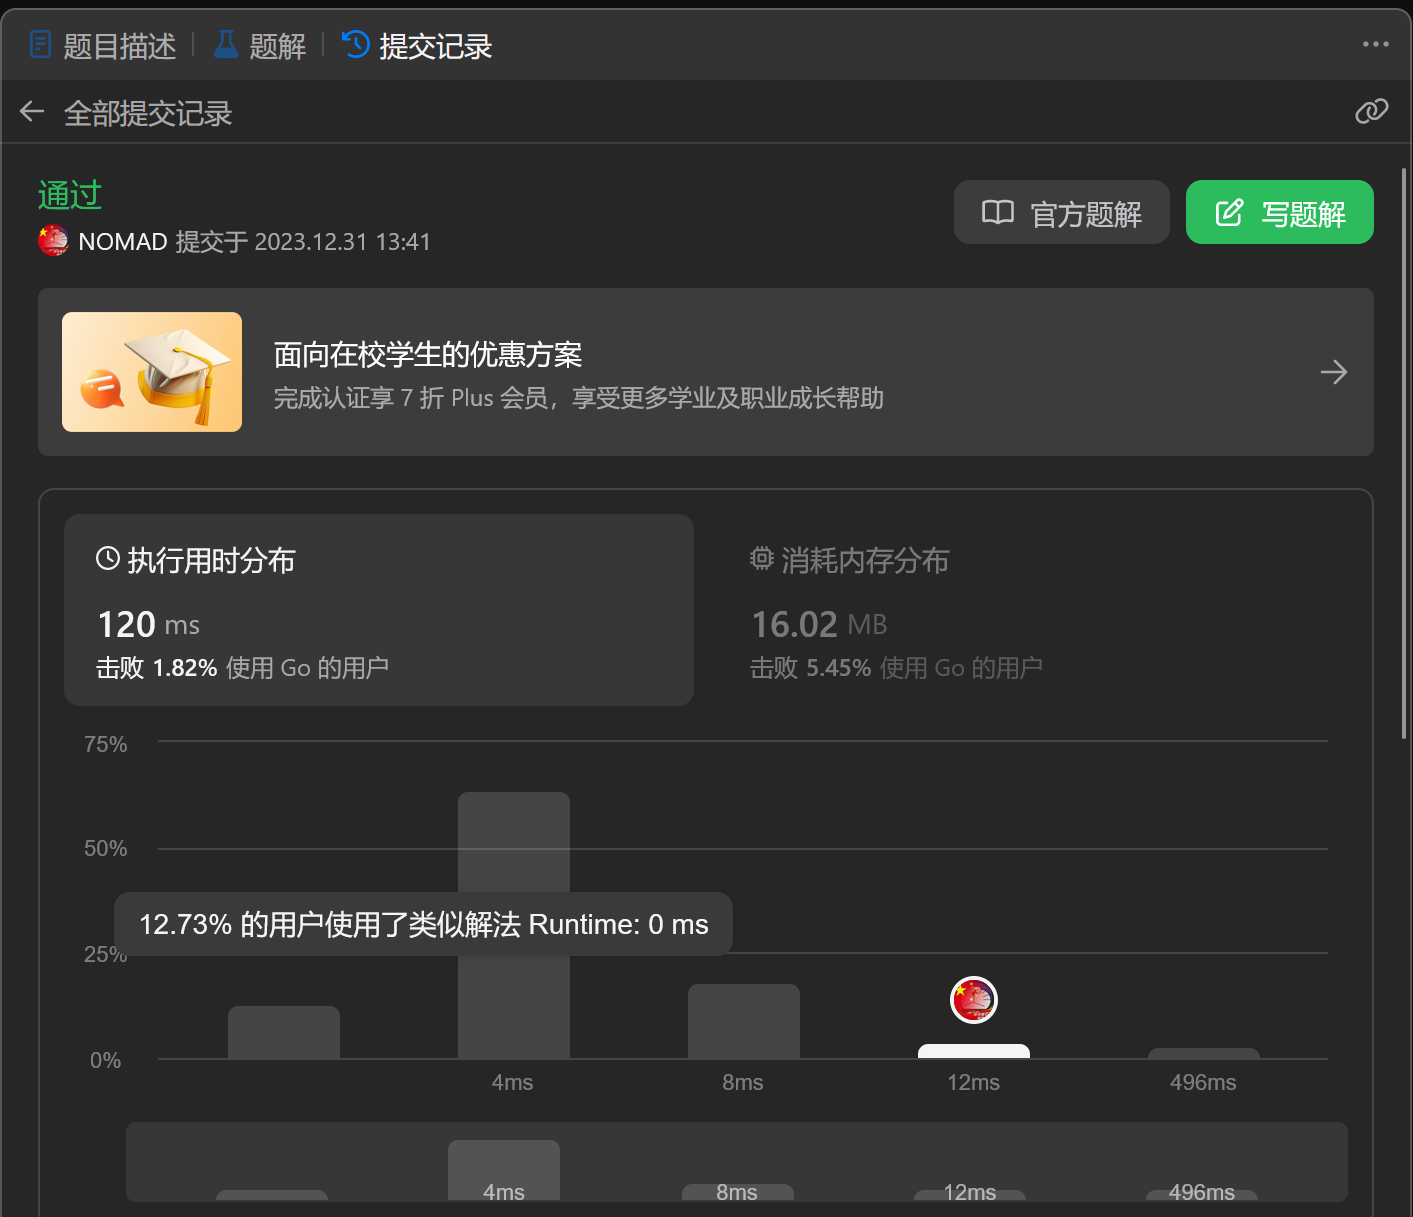 题目描述 题解 提交记录
全部提交记录
通过
NOMAD 提交于 2023.12.31 13:41
官方题解
写题解
面向在校学生的优惠方案
完成认证享 7 折 Plus 会员，享受更多学业及职业成长帮助
执行用时分布
120 ms
击败 1.82% 使用 Go 的用户
消耗内存分布
16.02 MB
击败 5.45% 使用 Go 的用户
75%
50%
12.73% 的用户使用了类似解法 Runtime: 0 ms
25%
0%
4ms 8ms 12ms 496ms
4ms 8ms 12ms 496ms